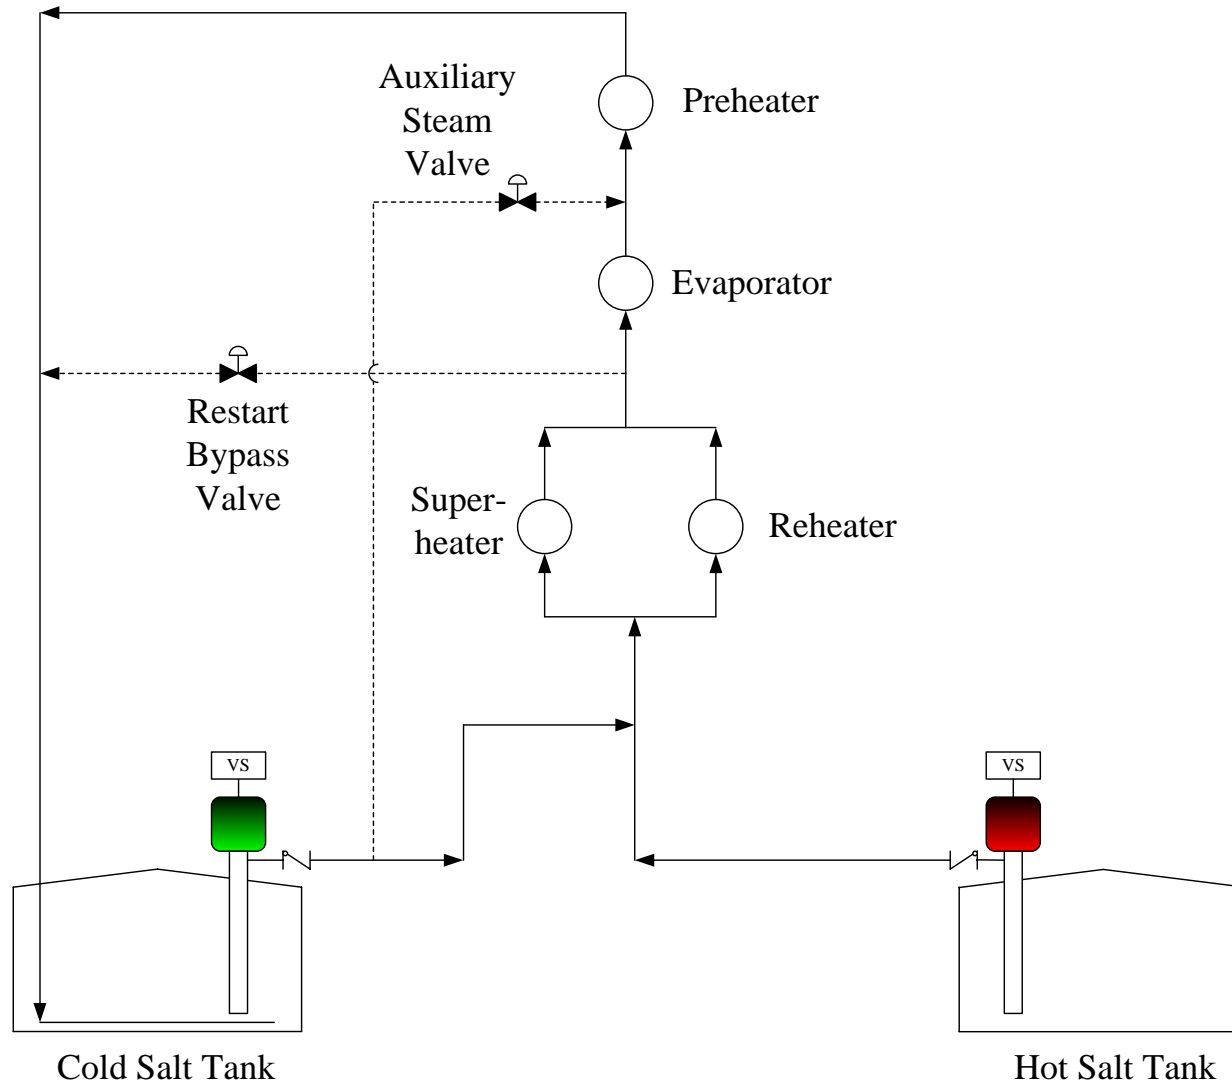 Auxiliary
Steam
Valve
Preheater
Evaporator
Restart
Bypass
Valve
Super-
heater
Reheater
VS
VS
Cold Salt Tank
Hot Salt Tank